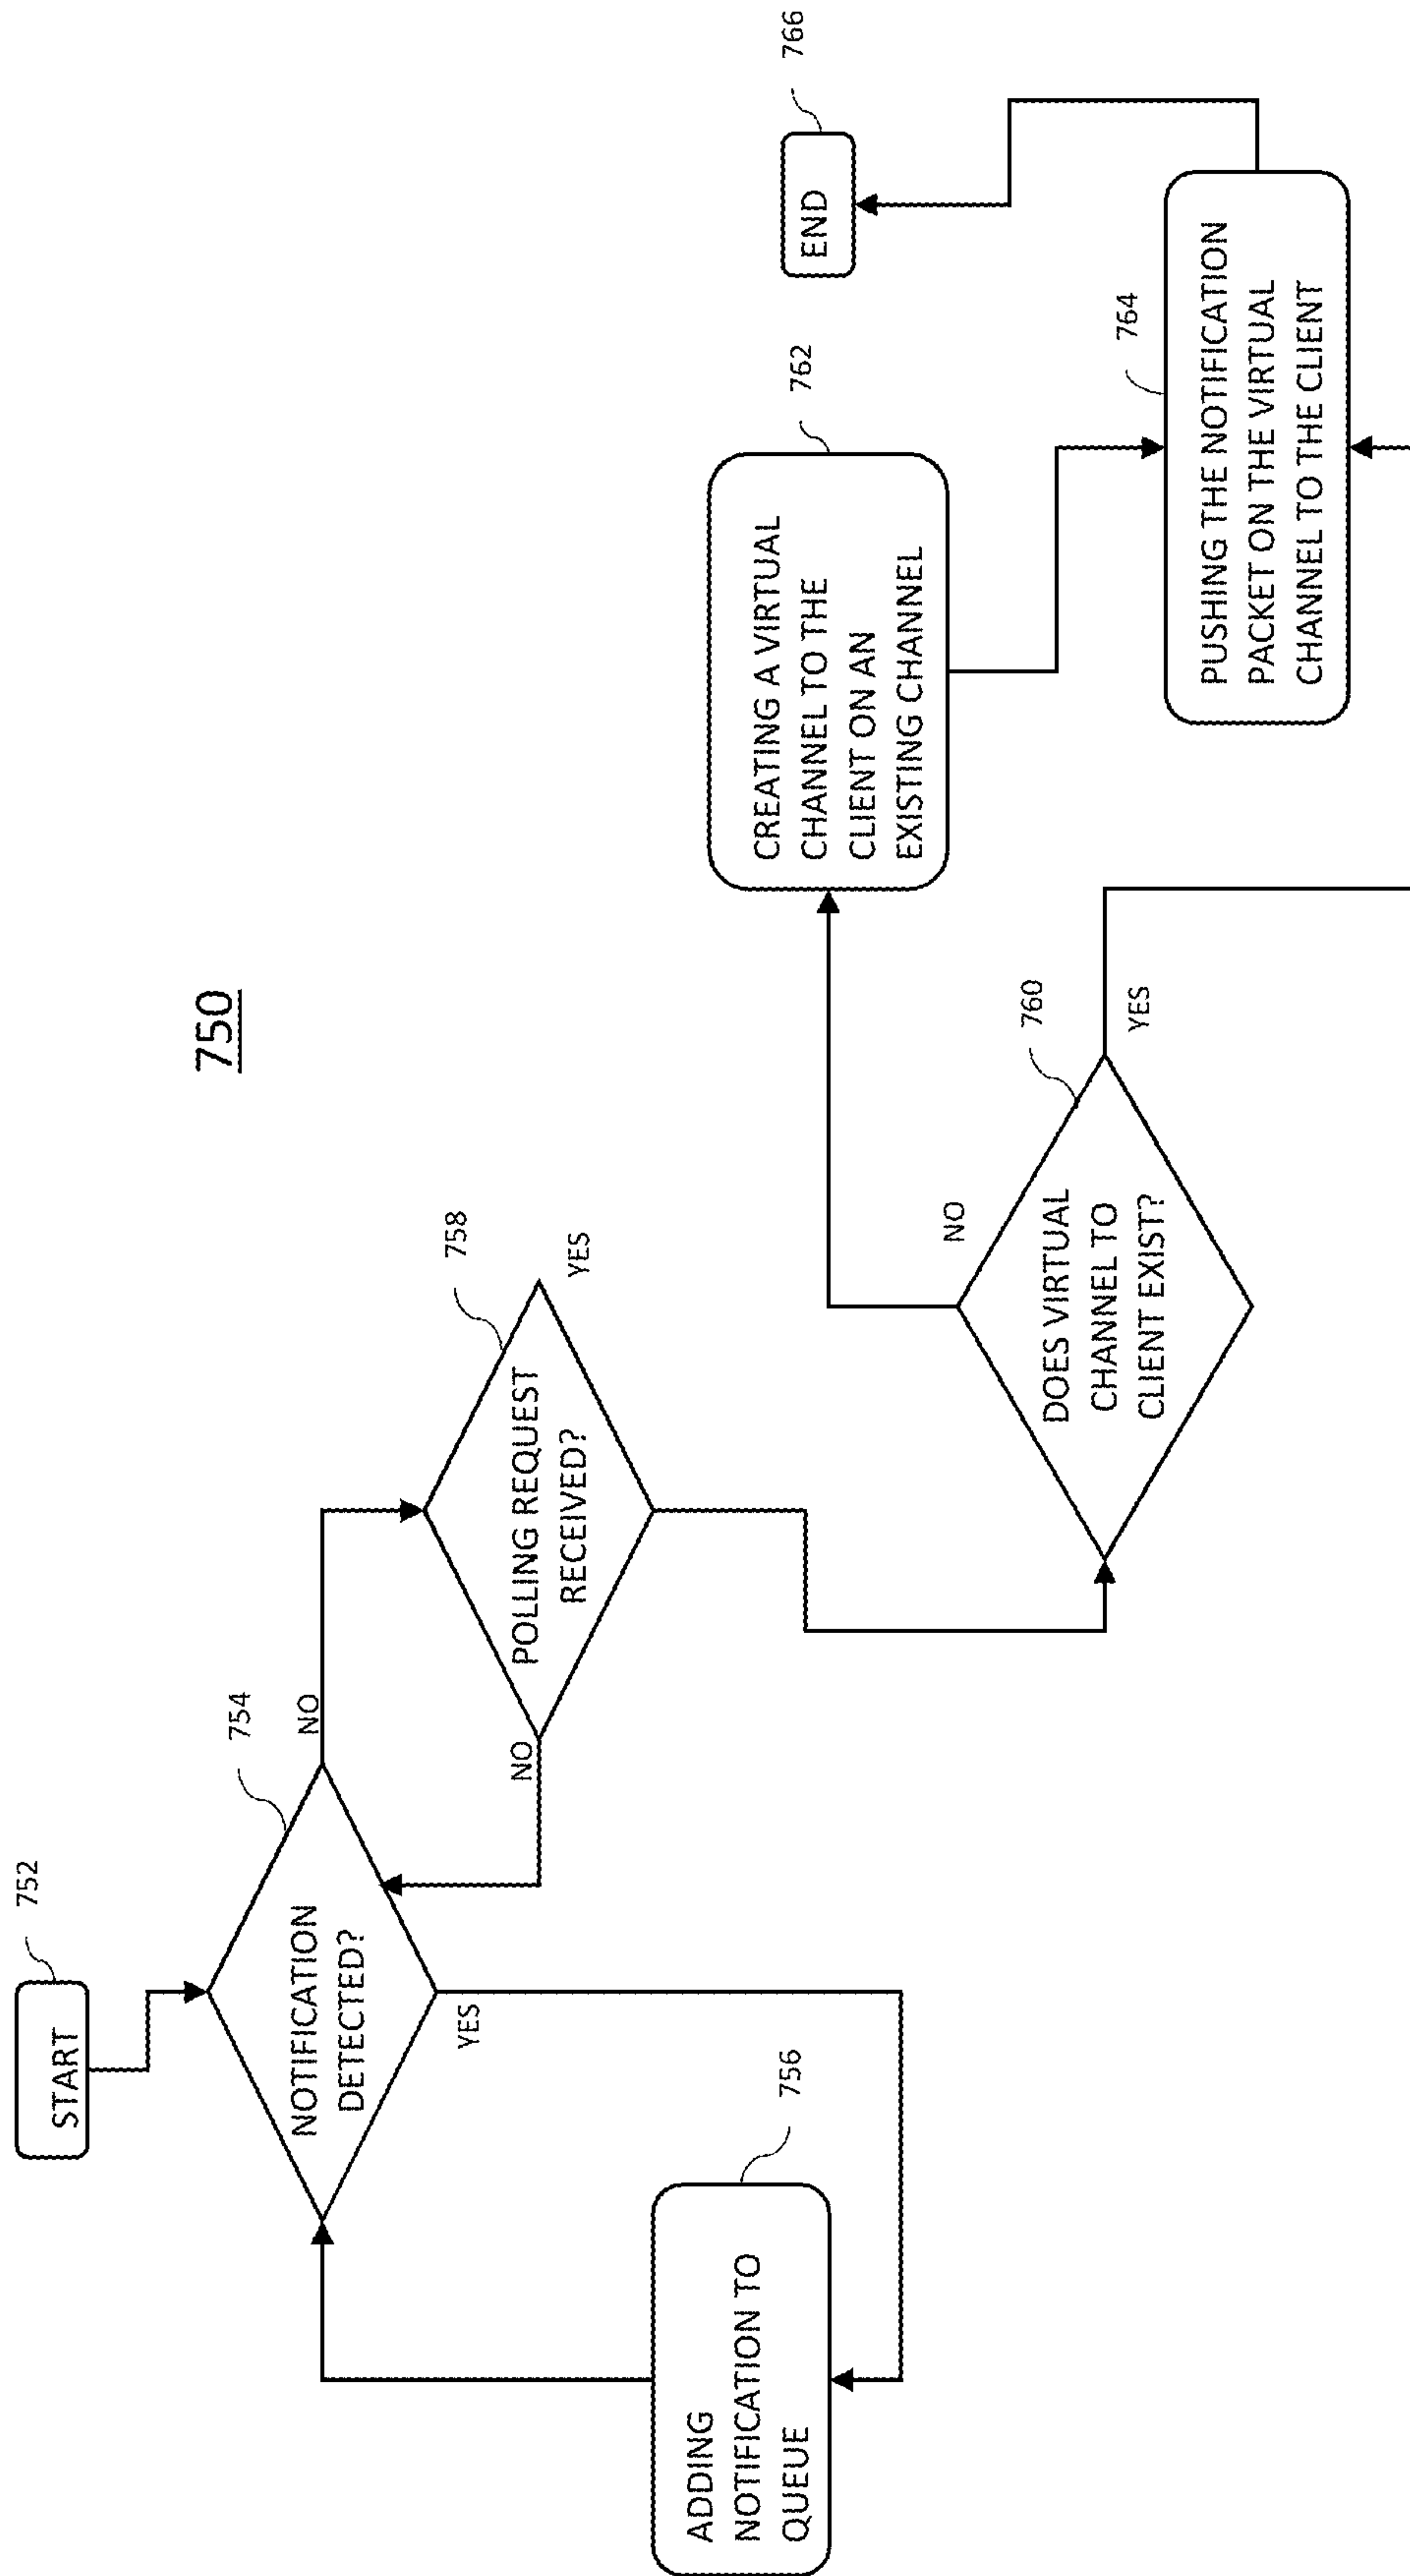 750
752
START
754
NOTIFICATION
DETECTED?
NO
YES
756
ADDING
NOTIFICATION TO
QUEUE
758
POLLING REQUEST
RECEIVED?
NO
YES
760
DOES VIRTUAL
CHANNEL TO
CLIENT EXIST?
NO
YES
762
CREATING A VIRTUAL
CHANNEL TO THE
CLIENT ON AN
EXISTING CHANNEL
764
PUSHING THE NOTIFICATION
PACKET ON THE VIRTUAL
CHANNEL TO THE CLIENT
766
END